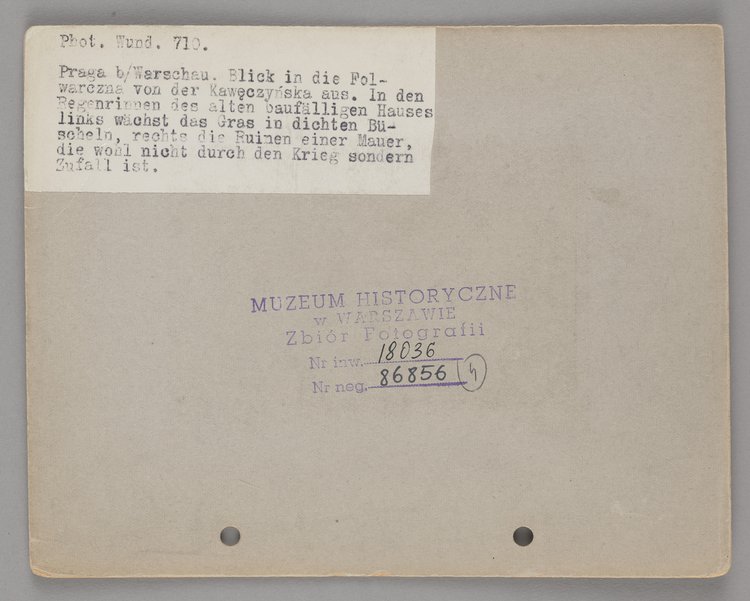 Phot. Wund. 710.
Praga b/Warschau. Blick in die Fol-
warczna von der Kawęczyńska aus. In den
Regenrinnen des alten baufälligen Hauses
links wächst das Gras in dichten Bü-
scheln, rechts die Ruinen einer Mauer,
die wohl nicht durch den Krieg sondern
Zufall ist.
MUZEUM HISTORYCZNE
w WARSZAWIE
Zbiór Fotografii
Nr inw. 18036
Nr neg. 86856